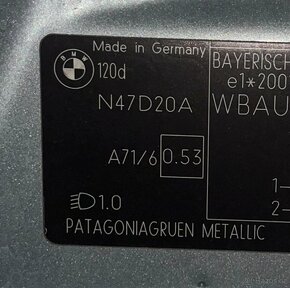 BMW
Made in Germany
120d
N47D20A
A71/6 0.53
1.0
PATAGONIAGRUEN METALLIC
BAYERISCH
e1*200
WBAU
1-
2-